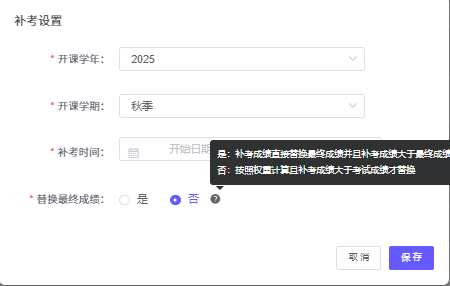 补考设置
* 开课学年： 2025
* 开课学期： 秋季
* 补考时间： 开始日期
是：补考成绩直接替换最终成绩并且补考成绩大于最终成绩
否：按照权重计算且补考成绩大于考试成绩才替换
* 替换最终成绩： 是 否 ?
取消 保存